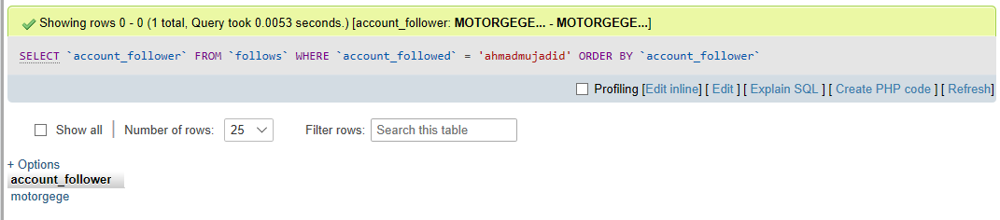 Showing rows 0 - 0 (1 total, Query took 0.0053 seconds.) [account_follower: MOTORGEGE... - MOTORGEGE...]
SELECT `account_follower` FROM `follows` WHERE `account_followed` = 'ahmadmujadid' ORDER BY `account_follower`
Profiling [Edit inline] [ Edit ] [ Explain SQL ] [ Create PHP code ] [ Refresh]
Show all | Number of rows: 25 Filter rows: Search this table
+ Options
account_follower
motorgege